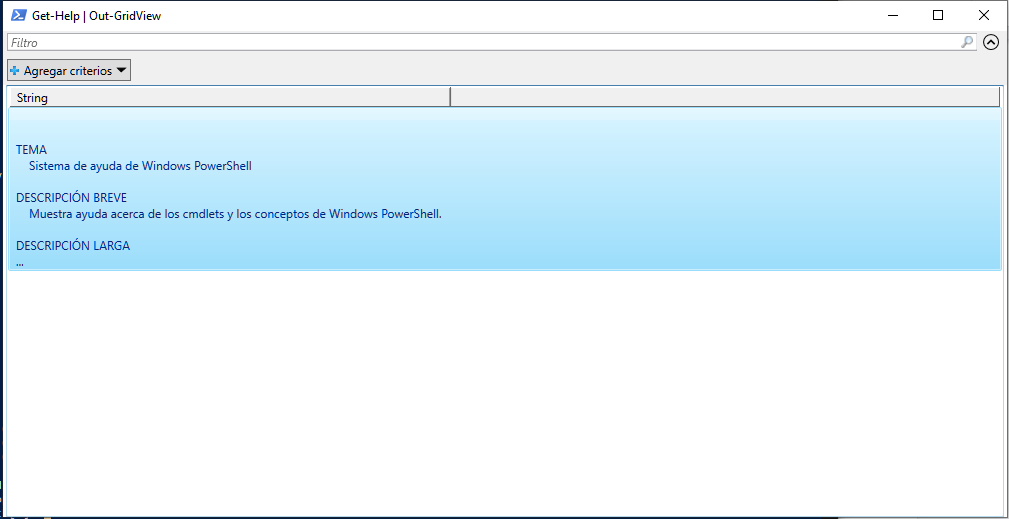 Get-Help | Out-GridView
Filtro
Agregar criterios
String
TEMA
Sistema de ayuda de Windows PowerShell
DESCRIPCIÓN BREVE
Muestra ayuda acerca de los cmdlets y los conceptos de Windows PowerShell.
DESCRIPCIÓN LARGA
...